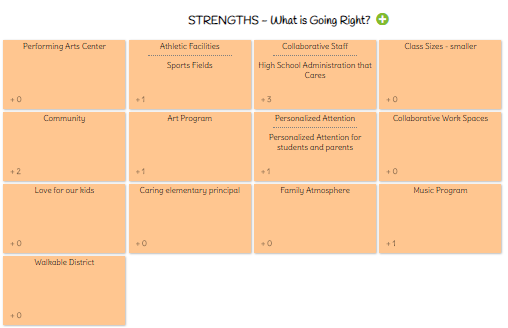 STRENGTHS – What is Going Right?
Performing Arts Center
+ 0
Athletic Facilities
Sports Fields
+ 1
Collaborative Staff
High School Administration that
Cares
+ 3
Class Sizes - smaller
+ 0
Community
+ 2
Art Program
+ 1
Personalized Attention
Personalized Attention for
students and parents
+ 1
Collaborative Work Spaces
+ 0
Love for our kids
+ 0
Caring elementary principal
+ 0
Family Atmosphere
+ 0
Music Program
+ 1
Walkable District
+ 0